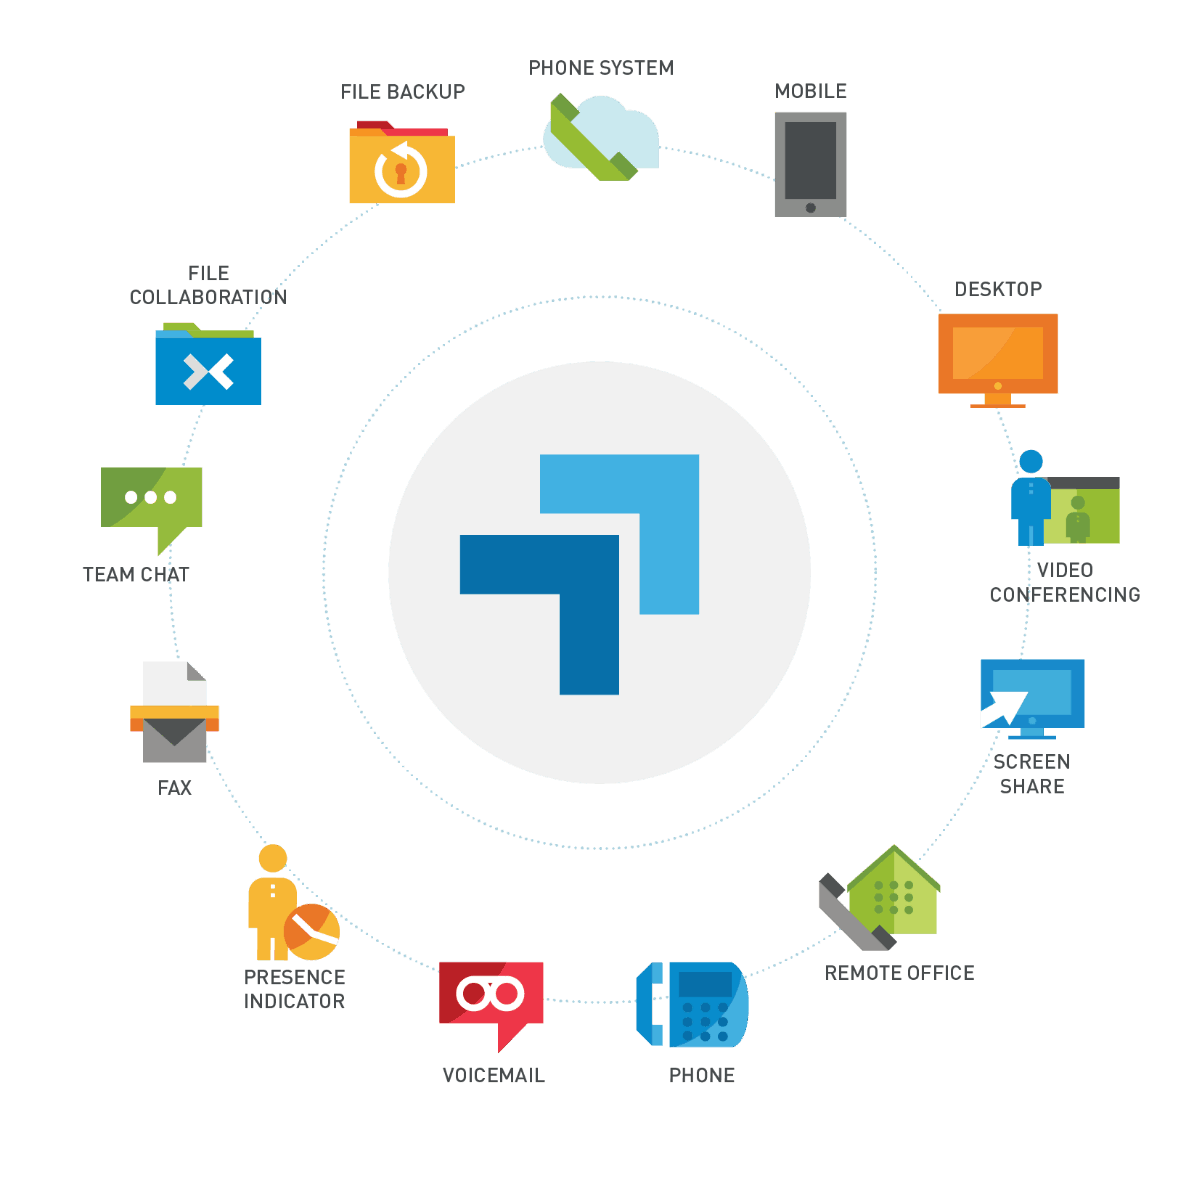 PHONE SYSTEM
MOBILE
DESKTOP
VIDEO
CONFERENCING
SCREEN
SHARE
REMOTE OFFICE
PHONE
VOICEMAIL
PRESENCE
INDICATOR
FAX
TEAM CHAT
FILE
COLLABORATION
FILE BACKUP